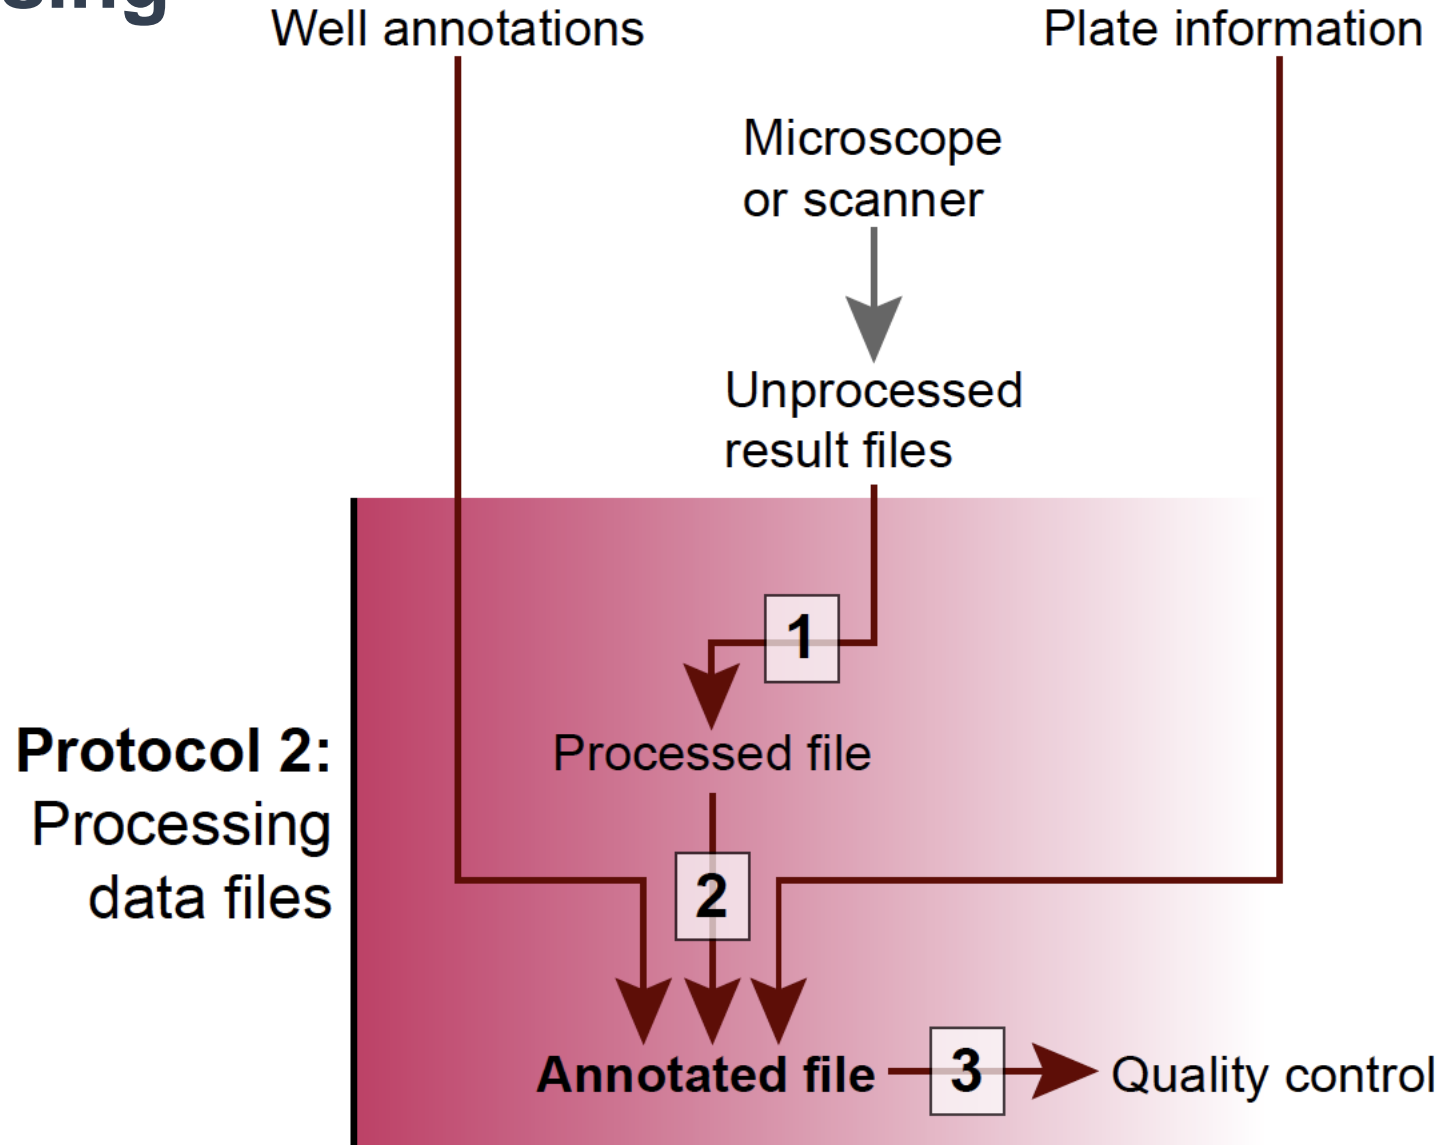 Well annotations
Plate information
Microscope
or scanner
Unprocessed
result files
1
Processed file
Protocol 2:
Processing
data files
2
Annotated file
3
Quality control